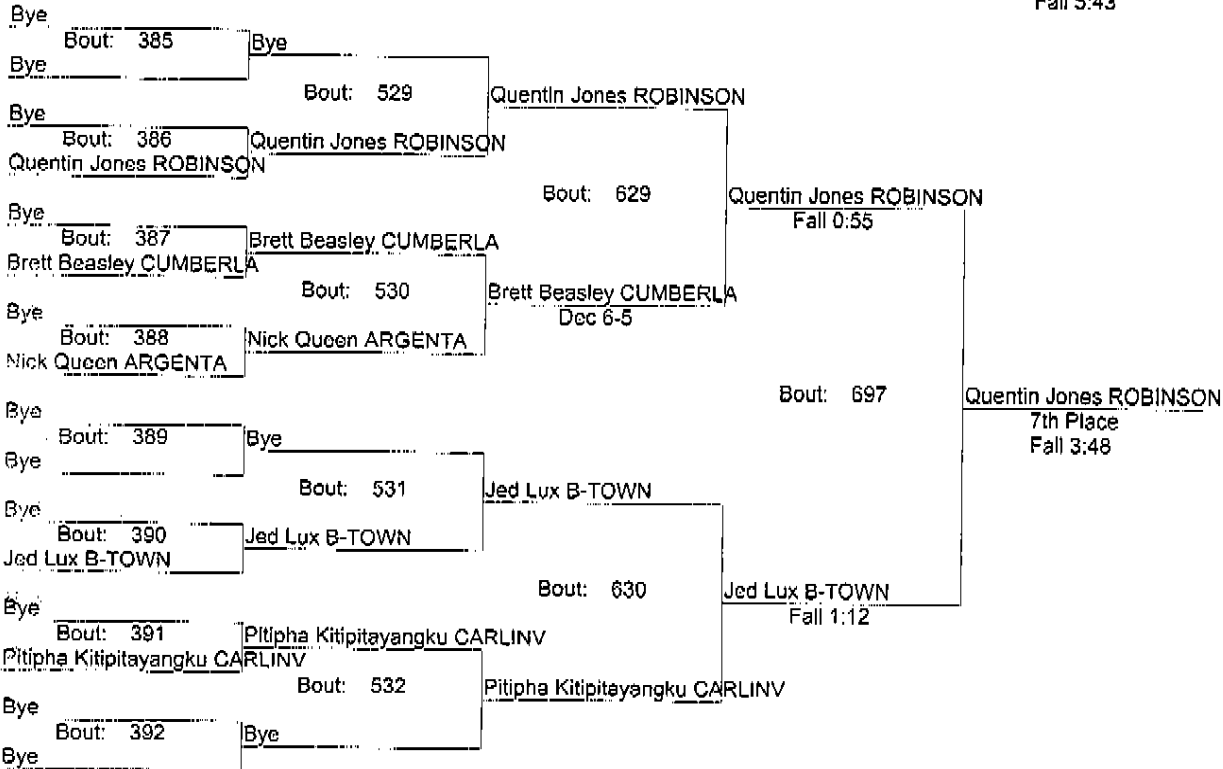 Fall 5:43
Bye
Bout: 385
Bye
Bye
Bout: 529
Quentin Jones ROBINSON
Bye
Bout: 386
Quentin Jones ROBINSON
Quentin Jones ROBINSON
Bout: 629
Quentin Jones ROBINSON
Fall 0:55
Bye
Bout: 387
Brett Beasley CUMBERLA
Brett Beasley CUMBERLA
Bout: 530
Brett Beasley CUMBERLA
Dec 6-5
Bye
Bout: 388
Nick Queen ARGENTA
Nick Queen ARGENTA
Bout: 697
Quentin Jones ROBINSON
7th Place
Fall 3:48
Bye
Bout: 389
Bye
Bye
Bout: 531
Jed Lux B-TOWN
Bye
Bout: 390
Jed Lux B-TOWN
Jed Lux B-TOWN
Bout: 630
Jed Lux B-TOWN
Fall 1:12
Bye
Bout: 391
Pitipha Kitipitayangku CARLINV
Pitipha Kitipitayangku CARLINV
Bout: 532
Pitipha Kitipitayangku CARLINV
Bye
Bout: 392
Bye
Bye